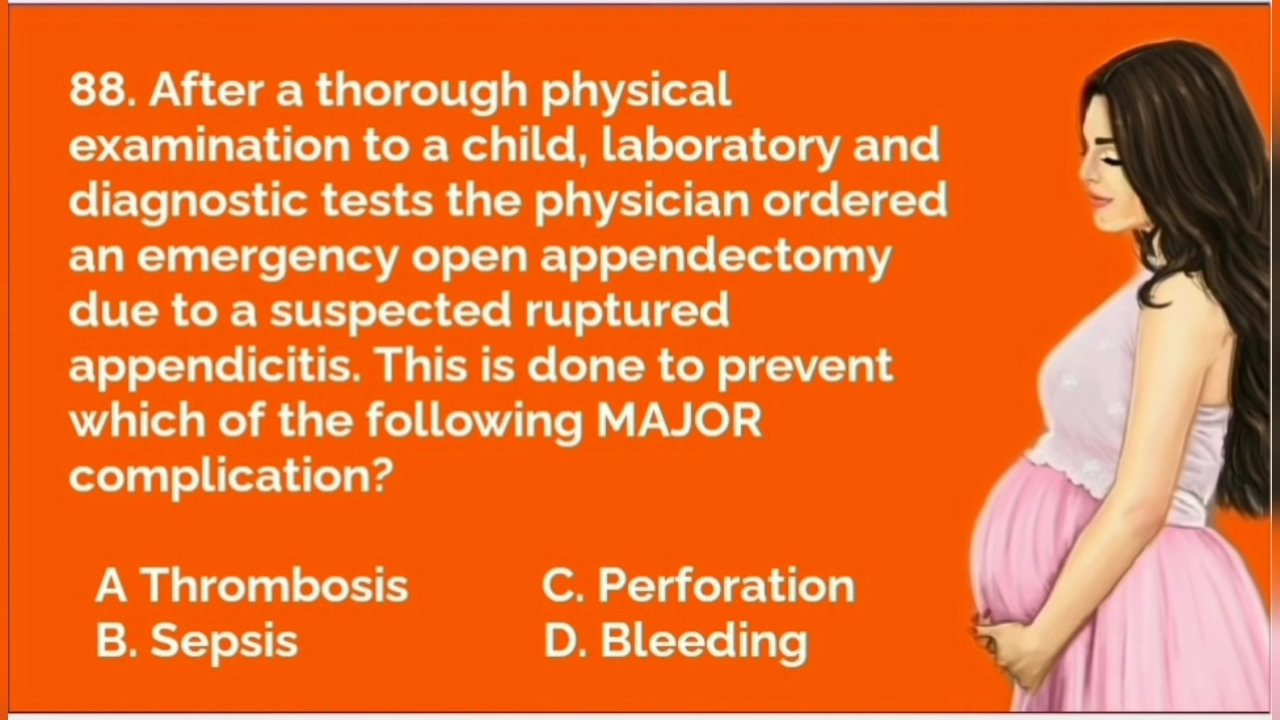 88. After a thorough physical
examination to a child, laboratory and
diagnostic tests the physician ordered
an emergency open appendectomy
due to a suspected ruptured
appendicitis. This is done to prevent
which of the following MAJOR
complication?
A Thrombosis
B. Sepsis
C. Perforation
D. Bleeding